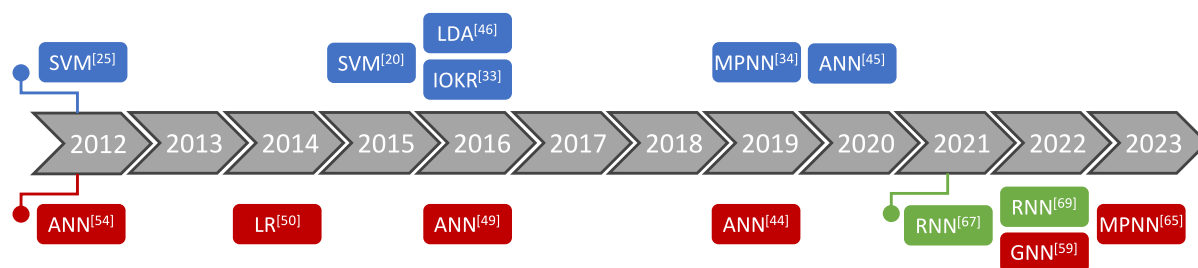 LDA[46]
SVM[25] SVM[20] MPNN[34] ANN[45]
IOKR[33]
2012 2013 2014 2015 2016 2017 2018 2019 2020 2021 2022 2023
RNN[69]
ANN[54] LR[50] ANN[49] ANN[44] RNN[67] MPNN[65]
GNN[59]